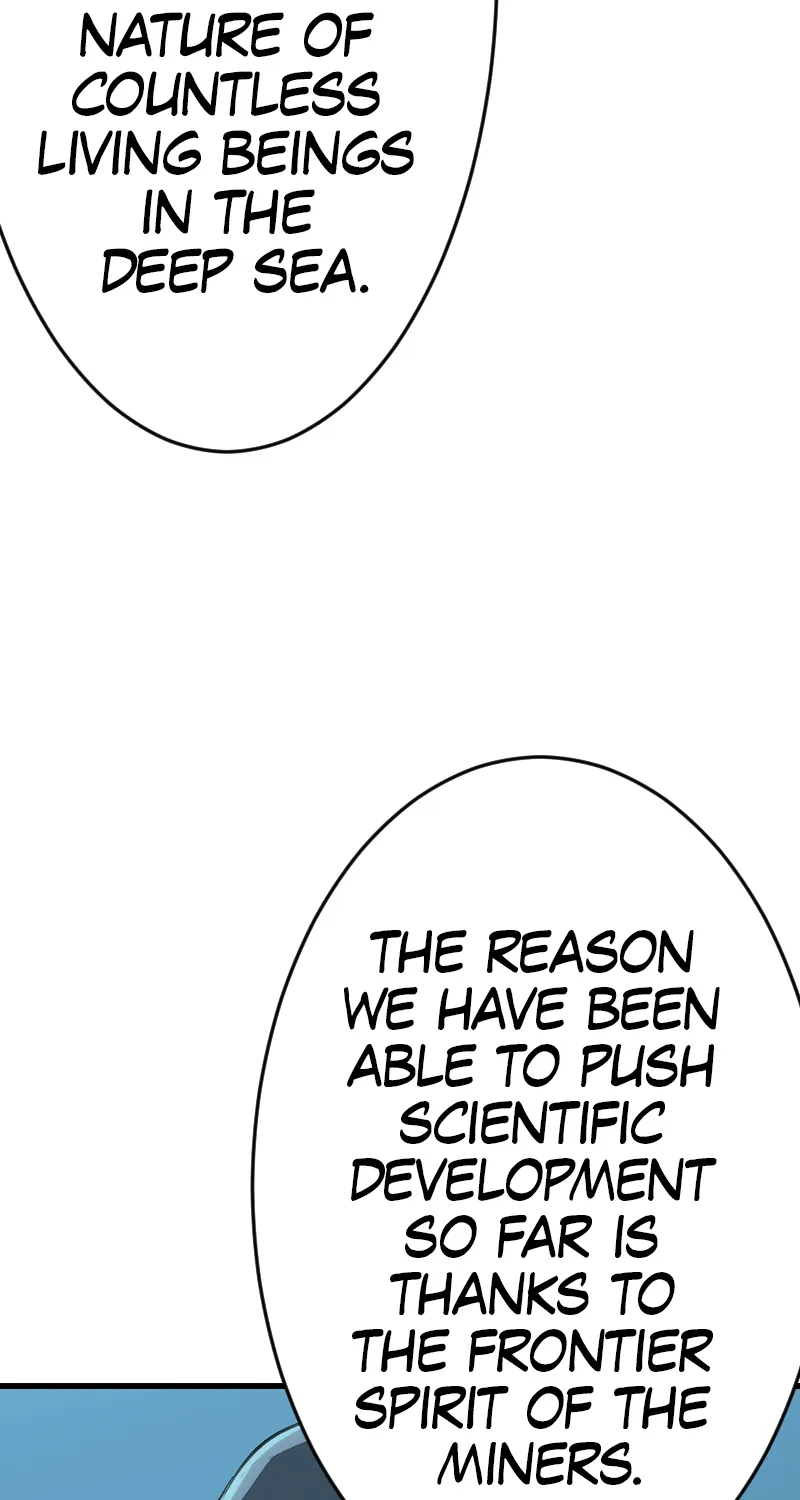 NATURE OF
COUNTLESS
LIVING BEINGS
IN THE
DEEP SEA.
THE REASON
WE HAVE BEEN
ABLE TO PUSH
SCIENTIFIC
DEVELOPMENT
SO FAR IS
THANKS TO
THE FRONTIER
SPIRIT OF THE
MINERS.